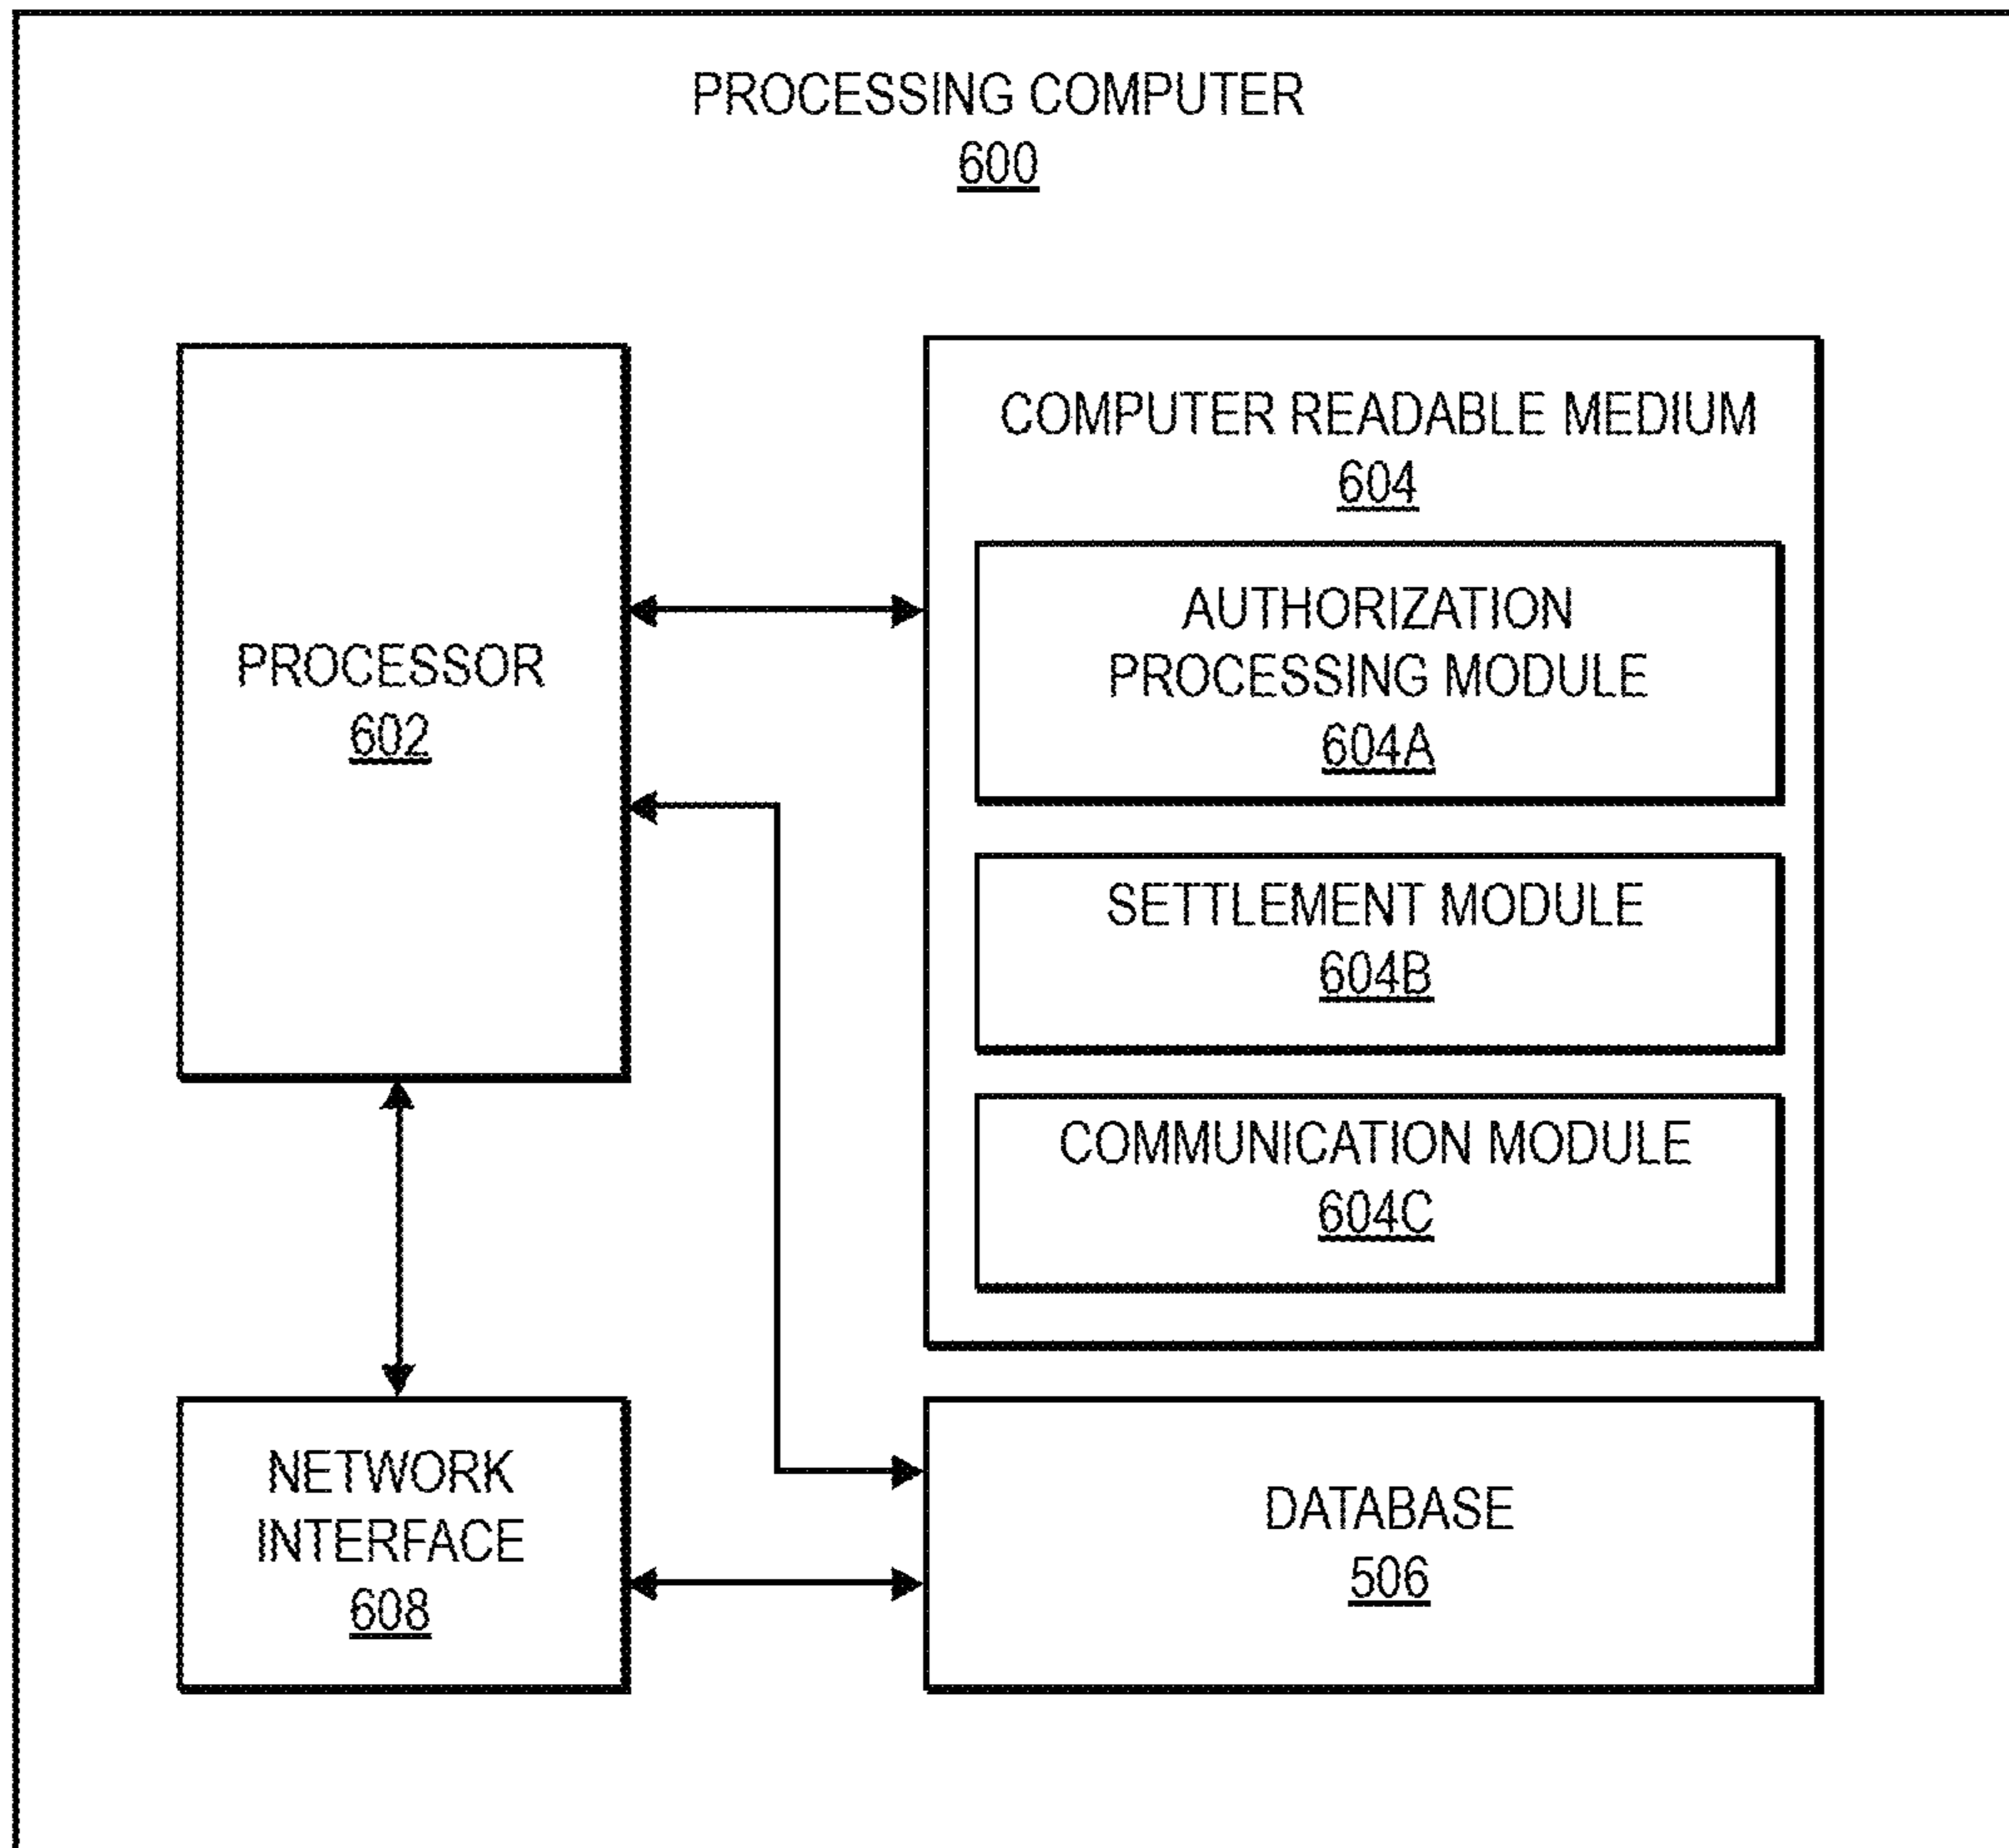 PROCESSING COMPUTER
600
PROCESSOR
602
COMPUTER READABLE MEDIUM
604
AUTHORIZATION
PROCESSING MODULE
604A
SETTLEMENT MODULE
604B
COMMUNICATION MODULE
604C
NETWORK
INTERFACE
608
DATABASE
506